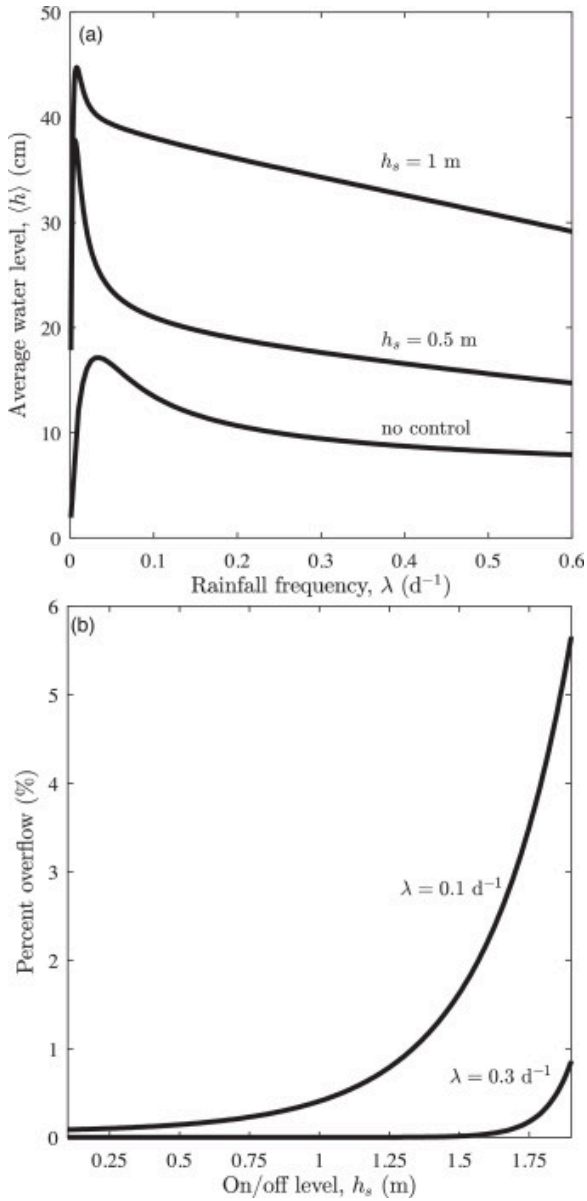 (a)
50
40
30
20
10
0
Average water level, ⟨h⟩ (cm)
h_s = 1 m
h_s = 0.5 m
no control
0 0.1 0.2 0.3 0.4 0.5 0.6
Rainfall frequency, λ (d⁻¹)
(b)
6
5
4
3
2
1
0
Percent overflow (%)
λ = 0.1 d⁻¹
λ = 0.3 d⁻¹
0.25 0.5 0.75 1 1.25 1.5 1.75
On/off level, h_s (m)